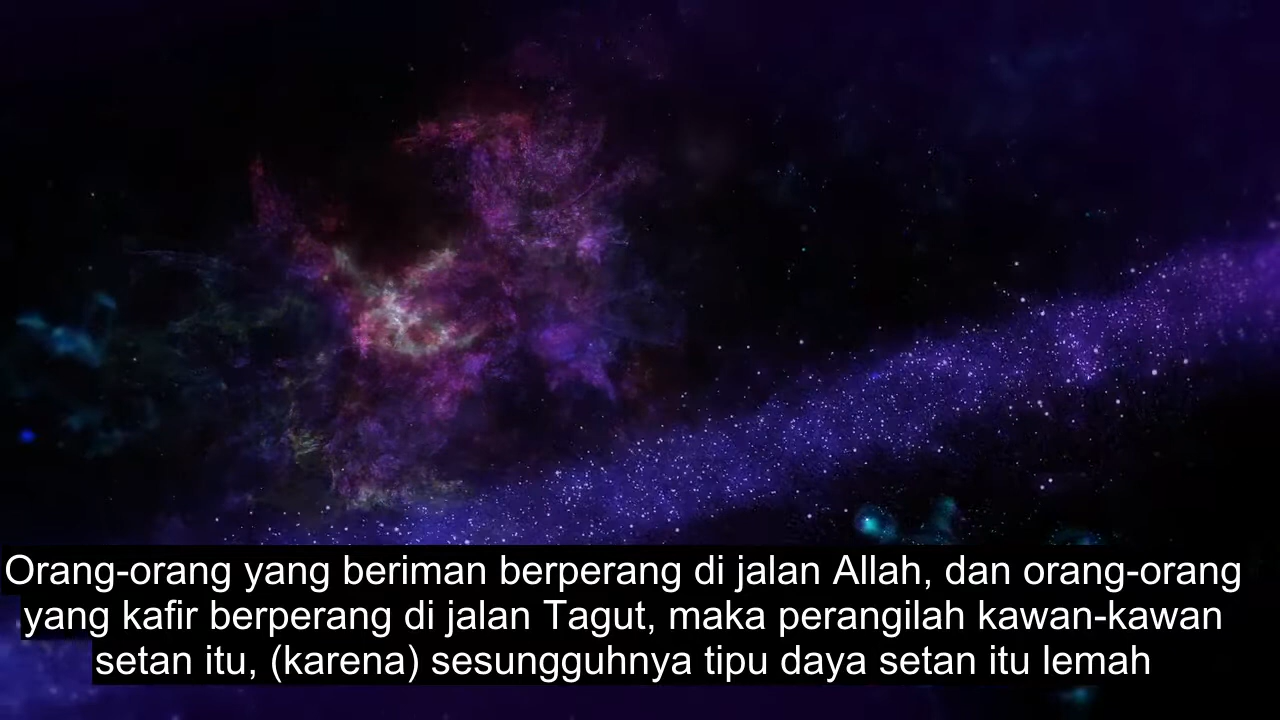 Orang-orang yang beriman berperang di jalan Allah, dan orang-orang
yang kafir berperang di jalan Tagut, maka perangilah kawan-kawan
setan itu, (karena) sesungguhnya tipu daya setan itu lemah